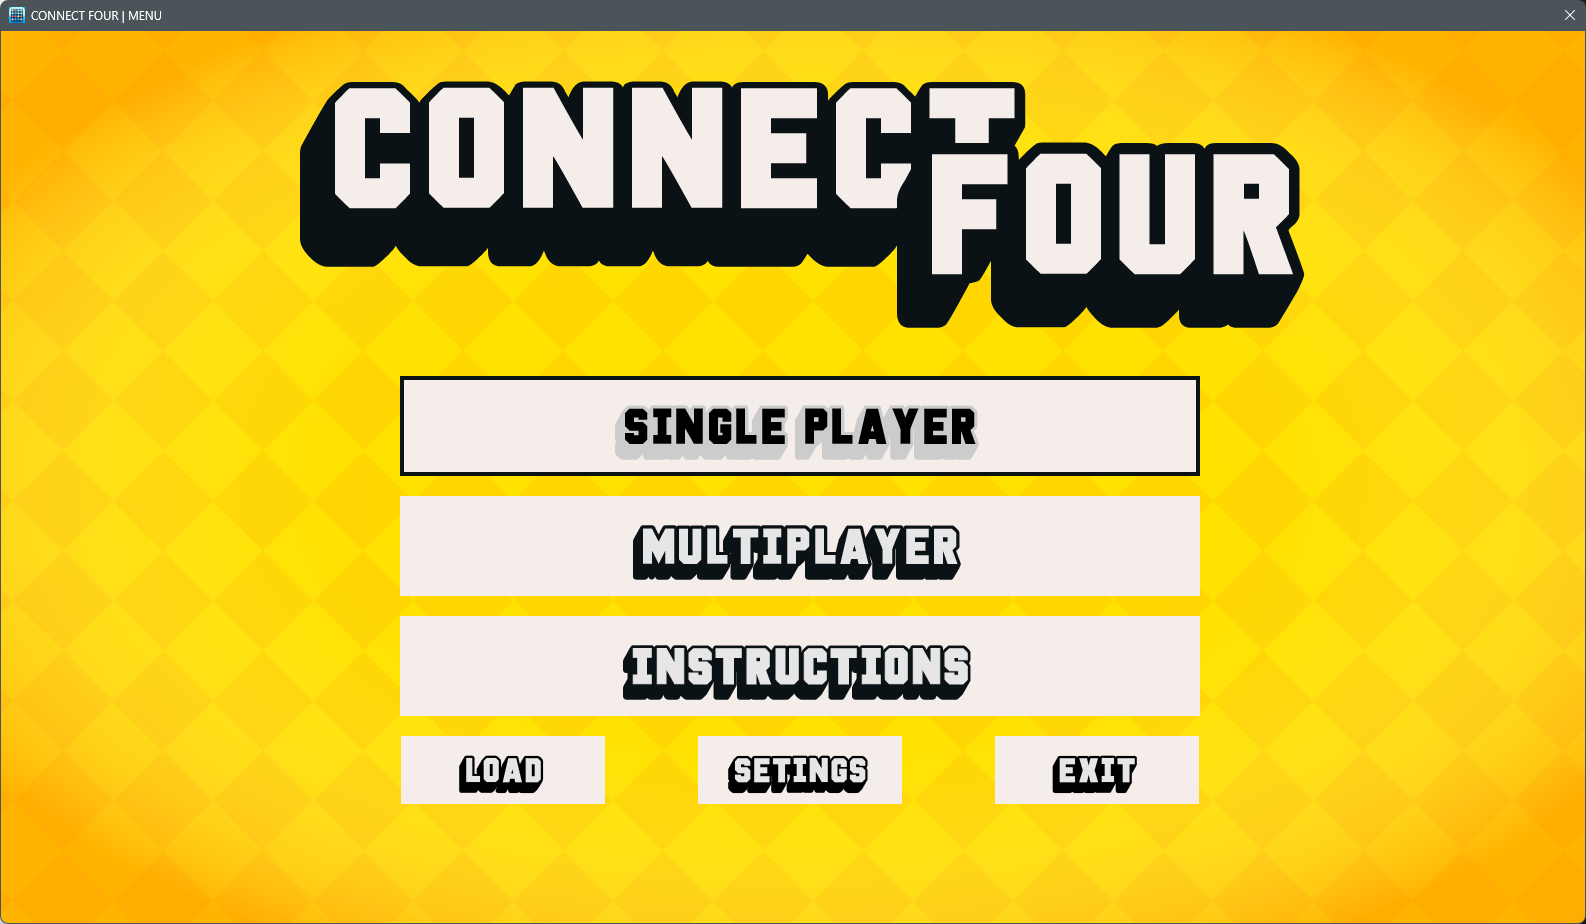 CONNECT FOUR | MENU
CONNECT
FOUR
SINGLE PLAYER
MULTIPLAYER
INSTRUCTIONS
LOAD
SETINGS
EXIT